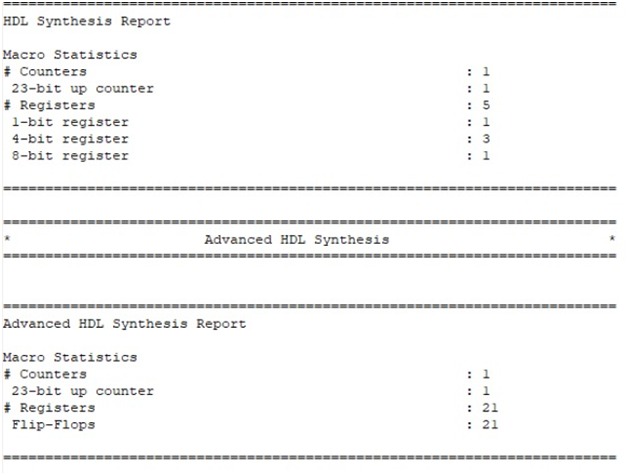 =========================================================================
HDL Synthesis Report
Macro Statistics
# Counters : 1
23-bit up counter : 1
# Registers : 5
1-bit register : 1
4-bit register : 3
8-bit register : 1
=========================================================================
=========================================================================
* Advanced HDL Synthesis *
=========================================================================
=========================================================================
Advanced HDL Synthesis Report
Macro Statistics
# Counters : 1
23-bit up counter : 1
# Registers : 21
Flip-Flops : 21
=========================================================================